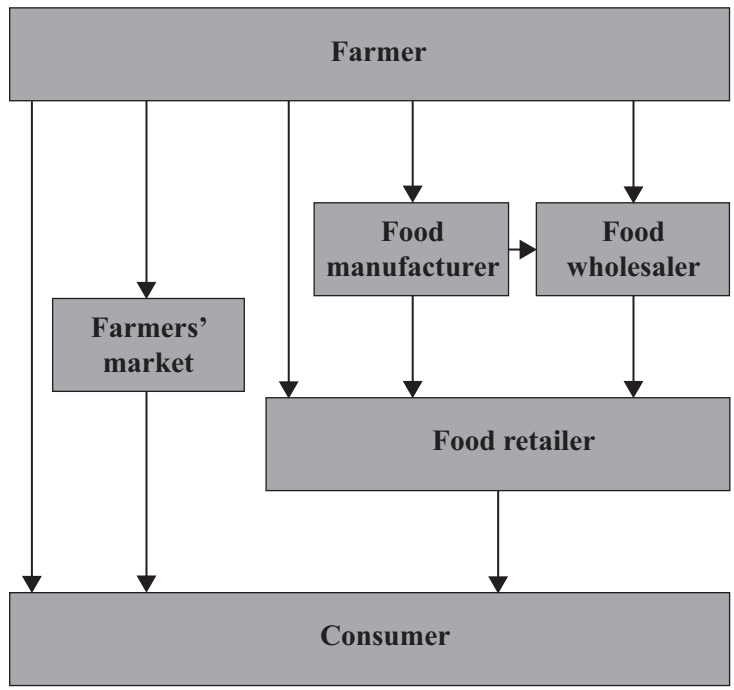 Farmer
Food
manufacturer
Food
wholesaler
Farmers’
market
Food retailer
Consumer